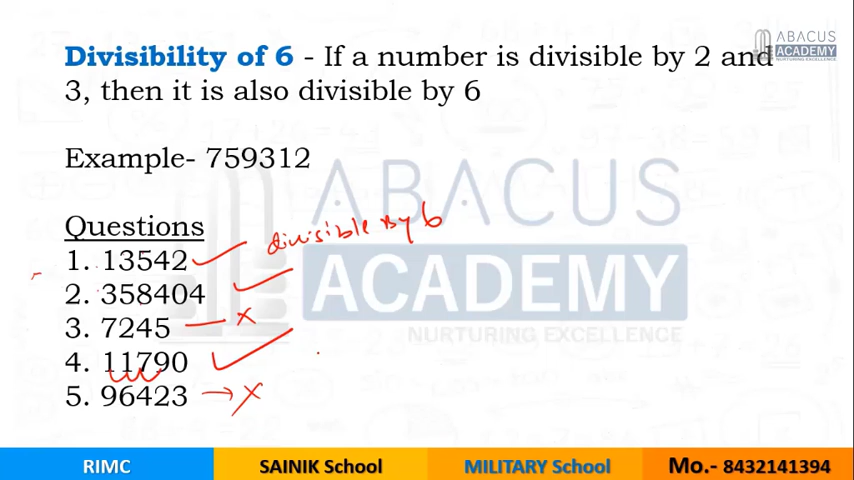 ABACUS
ACADEMY
NURTURING EXCELLENCE
Divisibility of 6 - If a number is divisible by 2 and
3, then it is also divisible by 6
Example- 759312
ABACUS
ACADEMY
NURTURING EXCELLENCE
Questions
divisible by 6
1. 13542
2. 358404
3. 7245 x
4. 11790
5. 96423 → x
RIMC SAINIK School MILITARY School Mo.- 8432141394